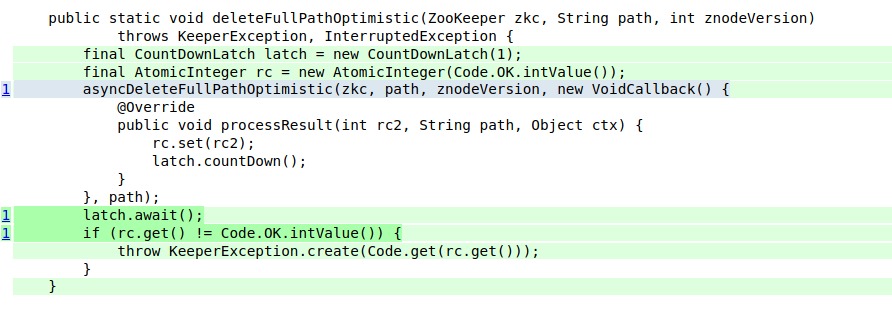 public static void deleteFullPathOptimistic(ZooKeeper zkc, String path, int znodeVersion)
throws KeeperException, InterruptedException {
final CountDownLatch latch = new CountDownLatch(1);
final AtomicInteger rc = new AtomicInteger(Code.OK.intValue());
1 asyncDeleteFullPathOptimistic(zkc, path, znodeVersion, new VoidCallback() {
@Override
public void processResult(int rc2, String path, Object ctx) {
rc.set(rc2);
latch.countDown();
}
}, path);
1 latch.await();
1 if (rc.get() != Code.OK.intValue()) {
throw KeeperException.create(Code.get(rc.get()));
}
}